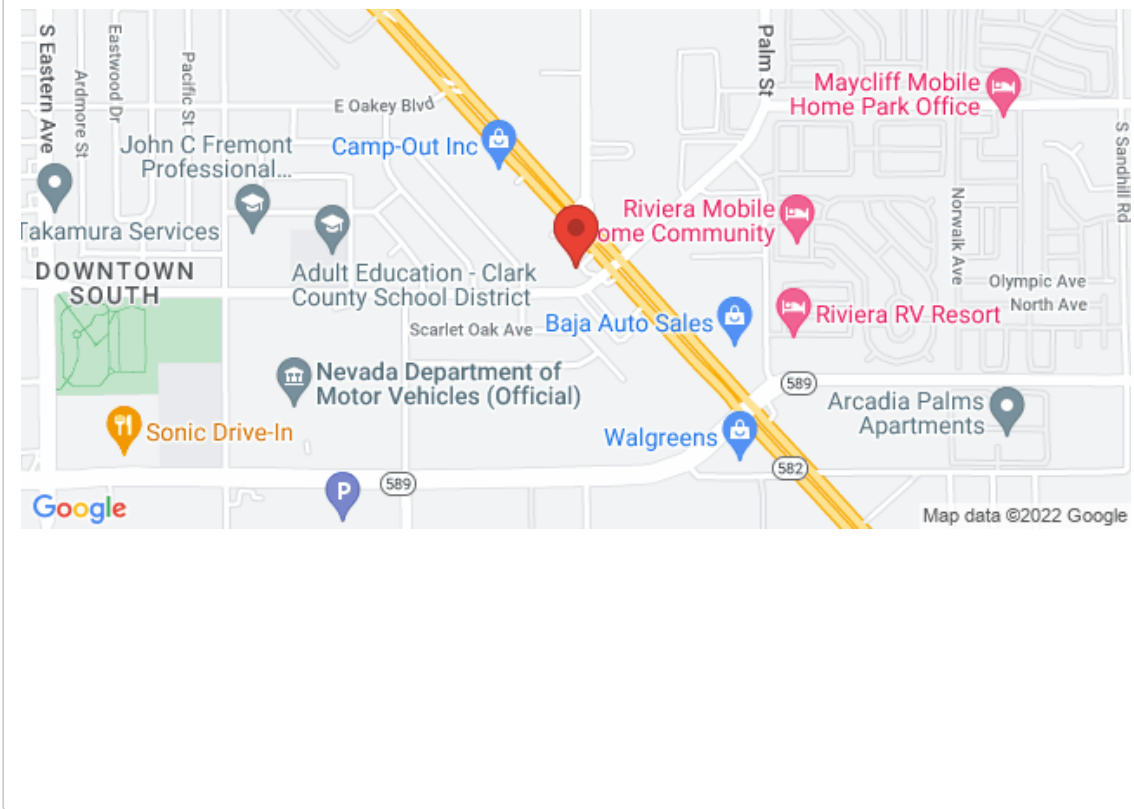 S Eastern Ave
Ardmore St
Eastwood Dr
Pacific St
E Oakey Blvd
Palm St
Maycliff Mobile
Home Park Office
S Sandhill Rd
John C Fremont
Professional...
Camp-Out Inc
Takamura Services
Riviera Mobile
ome Community
Norwalk Ave
DOWNTOWN
SOUTH
Adult Education - Clark
County School District
Olympic Ave
North Ave
Scarlet Oak Ave
Baja Auto Sales
Riviera RV Resort
Nevada Department of
Motor Vehicles (Official)
589
Arcadia Palms
Apartments
Sonic Drive-In
Walgreens
582
589
P
Google
Map data ©2022 Google